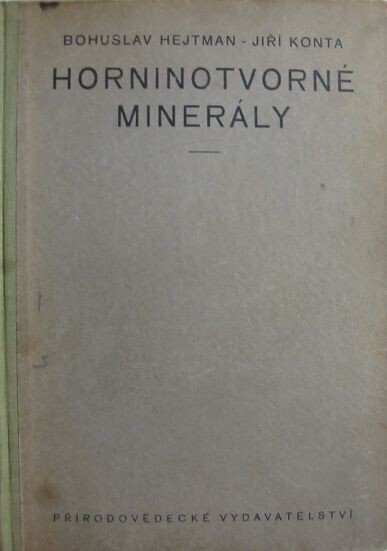 BOHUSLAV HEJTMAN - JIŘÍ KONTA
HORNINOTVORNÉ
MINERÁLY
PŘÍRODOVĚDECKÉ VYDAVATELSTVÍ